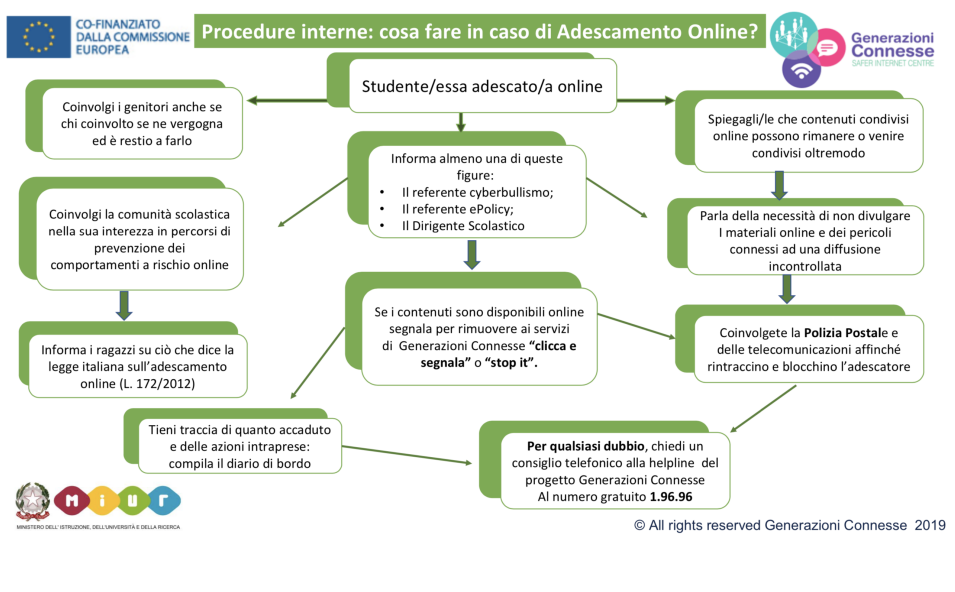 CO-FINANZIATO
DALLA COMMISSIONE
EUROPEA
Procedure interne: cosa fare in caso di Adescamento Online?
Generazioni
Connesse
SAFER INTERNET CENTRE
Studente/essa adescato/a online
Coinvolgi i genitori anche se
chi coinvolto se ne vergogna
ed è restio a farlo
Spiegagli/le che contenuti condivisi
online possono rimanere o venire
condivisi oltremodo
Informa almeno una di queste
figure:
• Il referente cyberbullismo;
• Il referente ePolicy;
• Il Dirigente Scolastico
Coinvolgi la comunità scolastica
nella sua interezza in percorsi di
prevenzione dei
comportamenti a rischio online
Parla della necessità di non divulgare
I materiali online e dei pericoli
connessi ad una diffusione
incontrollata
Se i contenuti sono disponibili online
segnala per rimuovere ai servizi
di Generazioni Connesse “clicca e
segnala” o “stop it”.
Informa i ragazzi su ciò che dice la
legge italiana sull’adescamento
online (L. 172/2012)
Coinvolgete la Polizia Postale e
delle telecomunicazioni affinché
rintraccino e blocchino l’adescatore
Tieni traccia di quanto accaduto
e delle azioni intraprese:
compila il diario di bordo
Per qualsiasi dubbio, chiedi un
consiglio telefonico alla helpline del
progetto Generazioni Connesse
Al numero gratuito 1.96.96
M i u r
MINISTERO DELL' ISTRUZIONE, DELL'UNIVERSITÀ E DELLA RICERCA
© All rights reserved Generazioni Connesse 2019